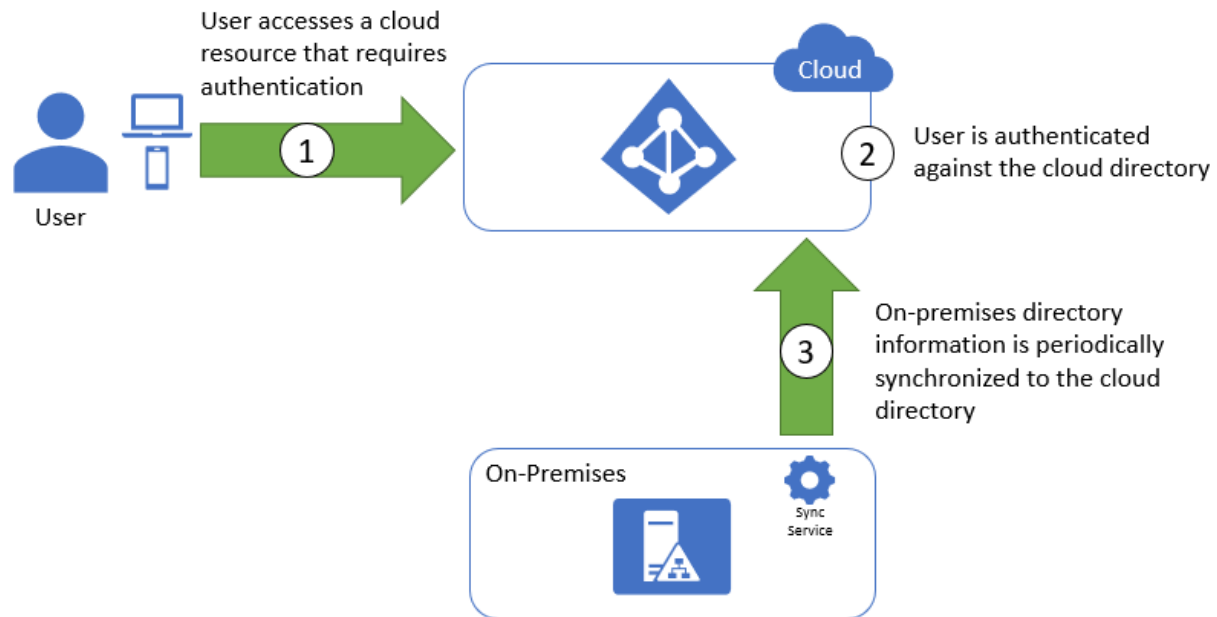 User accesses a cloud
resource that requires
authentication
Cloud
1
2
User is authenticated
against the cloud directory
User
On-premises directory
information is periodically
synchronized to the cloud
directory
3
On-Premises
Sync
Service